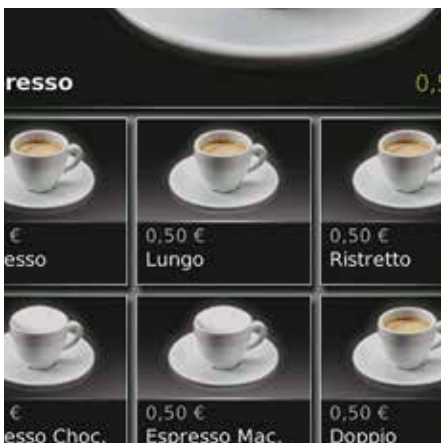 resso 0,5
€ 0,50 € 0,50 €
esso Lungo Ristretto
€ 0,50 € 0,50 €
esso Choc. Espresso Mac. Doppio